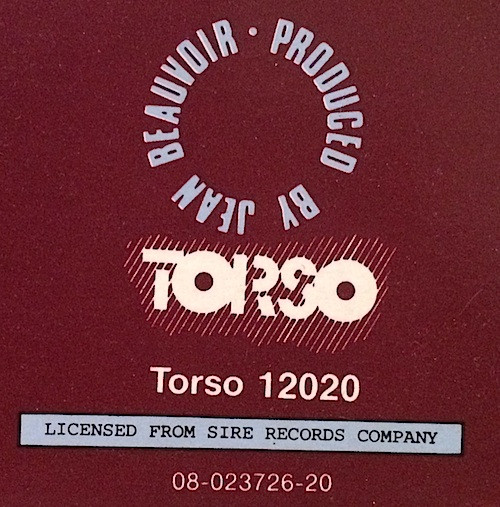 PRODUCED BY JEAN BEAUVOIR ·
TORSO
Torso 12020
LICENSED FROM SIRE RECORDS COMPANY
08-023726-20